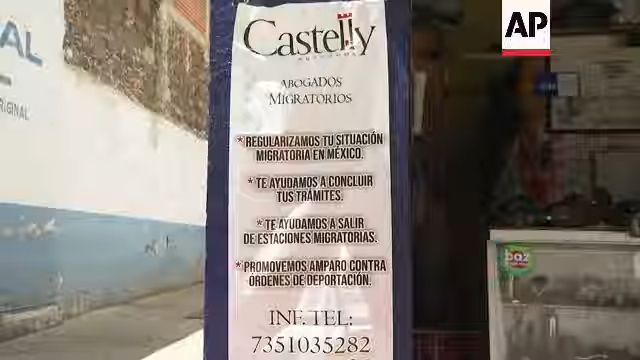 AP
Castelly
ABOGADOS
MIGRATORIOS
* REGULARIZAMOS TU SITUACIÓN
MIGRATORIA EN MÉXICO.
* TE AYUDAMOS A CONCLUIR
TUS TRÁMITES.
* TE AYUDAMOS A SALIR
DE ESTACIONES MIGRATORIAS.
* PROMOVEMOS AMPARO CONTRA
ORDENES DE DEPORTACIÓN.
INF. TEL:
7351035282
AL
RIGINAL
baz